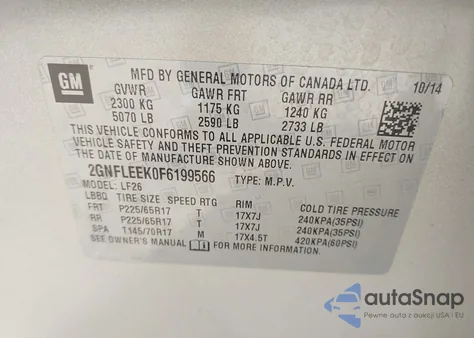 GM
MFD BY GENERAL MOTORS OF CANADA LTD. 10/14
GVWR GAWR FRT GAWR RR
2300 KG 1175 KG 1240 KG
5070 LB 2590 LB 2733 LB
THIS VEHICLE CONFORMS TO ALL APPLICABLE U.S. FEDERAL MOTOR
VEHICLE SAFETY AND THEFT PREVENTION STANDARDS IN EFFECT ON THE
DATE OF MANUFACTURE SHOWN ABOVE.
2GNFLEEK0F6199566 TYPE: M.P.V.
MODEL: LF26
LBBQ TIRE SIZE SPEED RTG RIM COLD TIRE PRESSURE
FRT P225/65R17 T 17X7J 240KPA(35PSI)
RR P225/65R17 T 17X7J 240KPA(35PSI)
SPA T145/70R17 M 17X4.5T 420KPA(60PSI)
SEE OWNER'S MANUAL FOR MORE INFORMATION.
autoSnap
Pewne auto z USA i EU